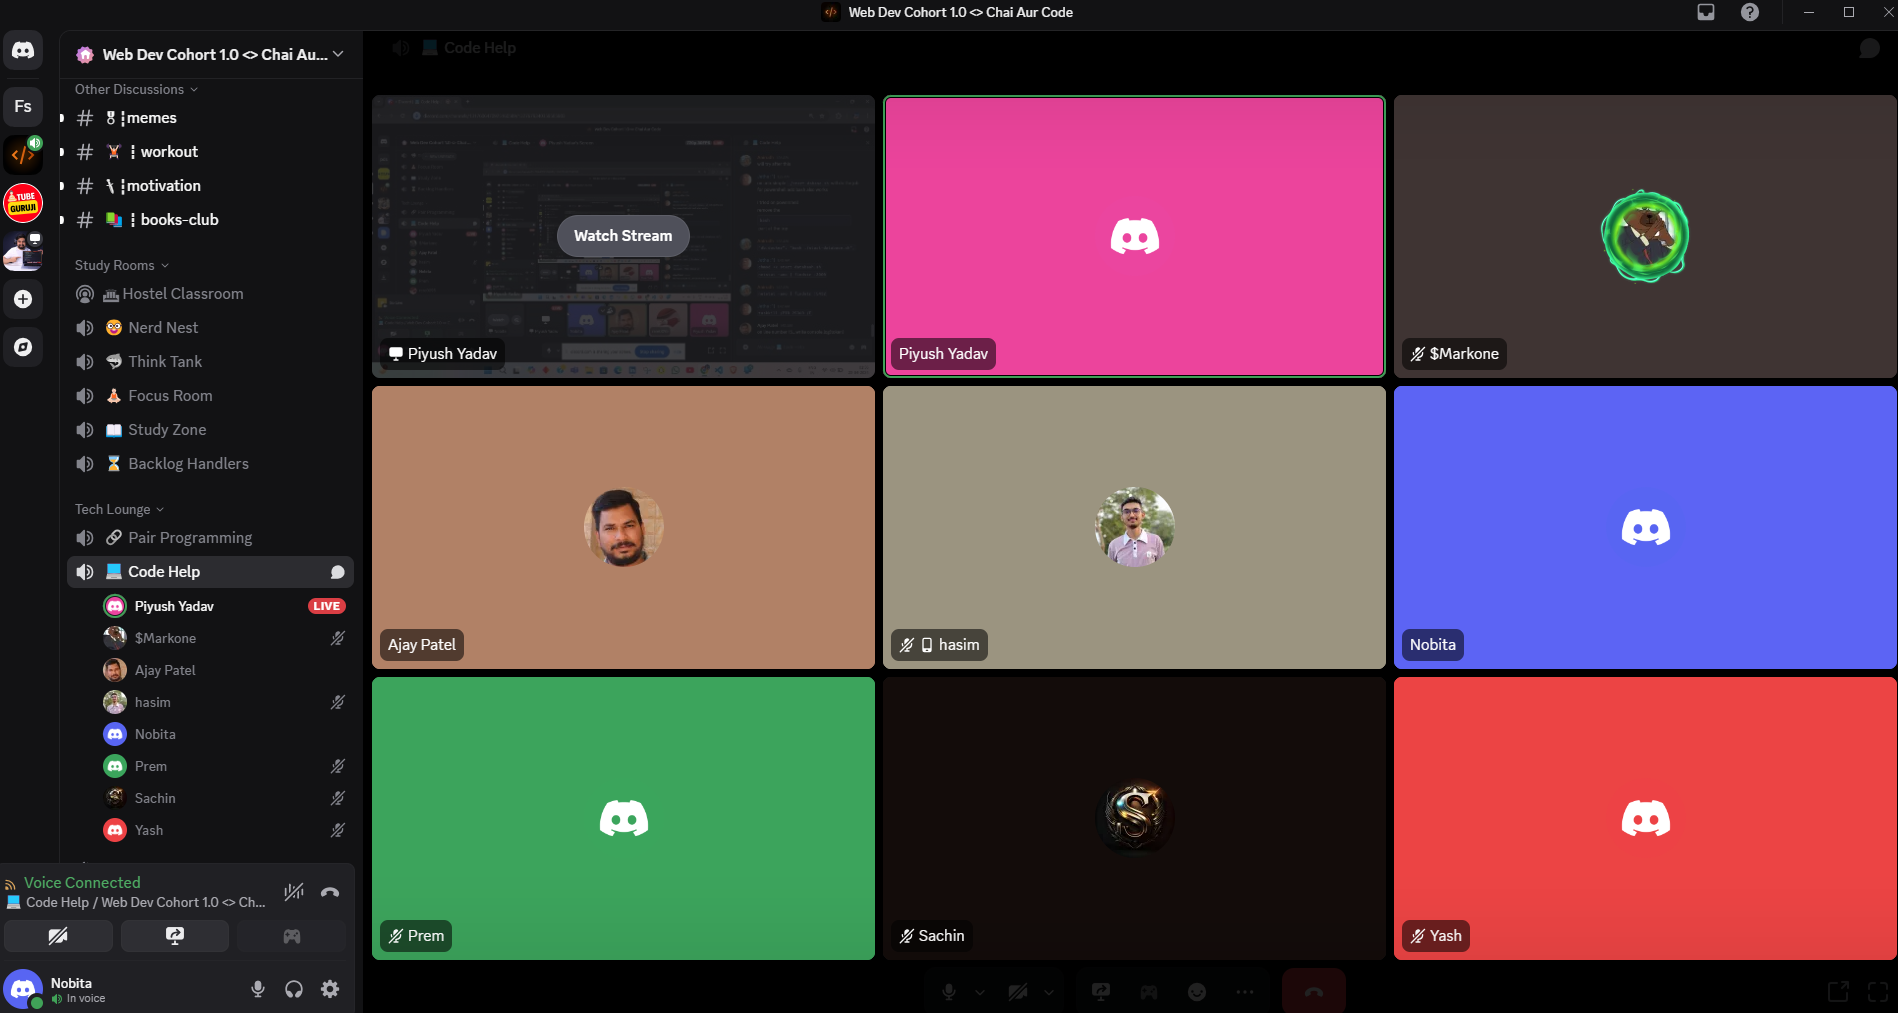 Web Dev Cohort 1.0 <> Chai Aur Code
Fs
TUBE
GURUJI
Web Dev Cohort 1.0 <> Chai Au...
Other Discussions
memes
workout
motivation
books-club
Study Rooms
Hostel Classroom
Nerd Nest
Think Tank
Focus Room
Study Zone
Backlog Handlers
Tech Lounge
Pair Programming
Code Help
Piyush Yadav LIVE
$Markone
Ajay Patel
hasim
Nobita
Prem
Sachin
Yash
Voice Connected
Code Help / Web Dev Cohort 1.0 <> Ch...
Nobita
In voice
Code Help
Watch Stream
Piyush Yadav
Piyush Yadav
$Markone
Ajay Patel
hasim
Nobita
Prem
S
Sachin
Yash